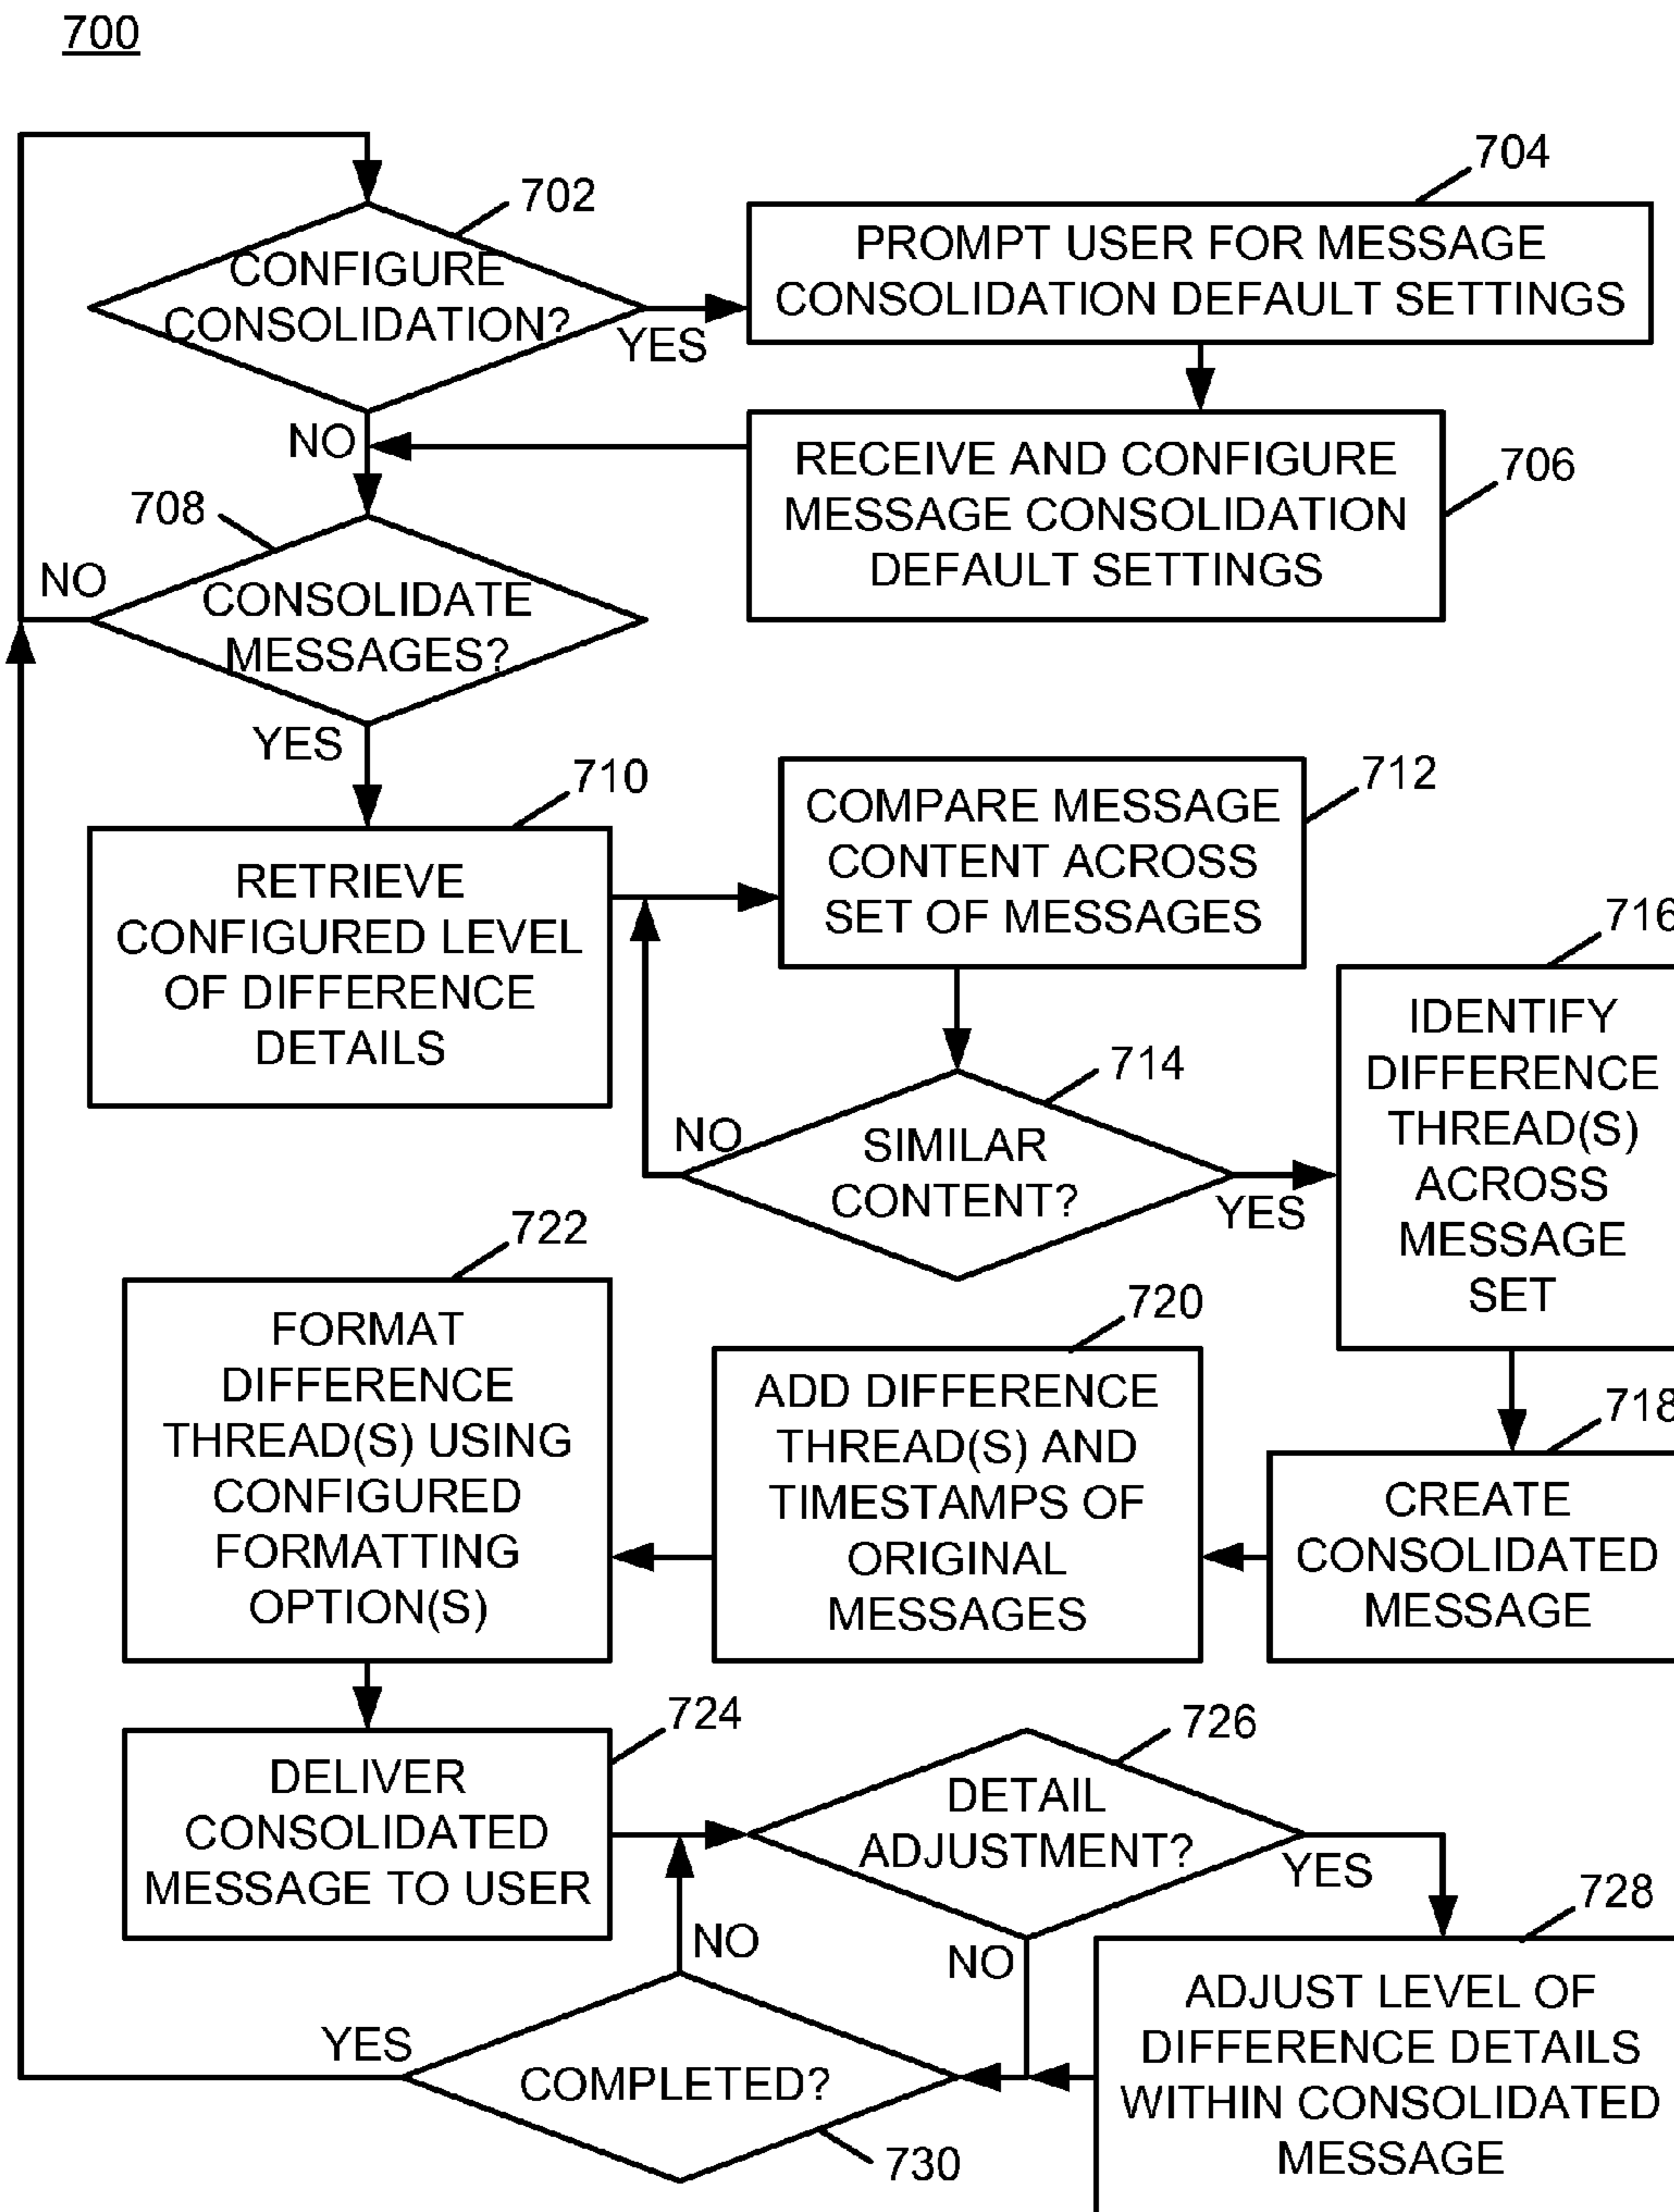 700
702
CONFIGURE
CONSOLIDATION?
YES
NO
704
PROMPT USER FOR MESSAGE
CONSOLIDATION DEFAULT SETTINGS
706
RECEIVE AND CONFIGURE
MESSAGE CONSOLIDATION
DEFAULT SETTINGS
708
NO
CONSOLIDATE
MESSAGES?
YES
710
RETRIEVE
CONFIGURED LEVEL
OF DIFFERENCE
DETAILS
712
COMPARE MESSAGE
CONTENT ACROSS
SET OF MESSAGES
714
NO
SIMILAR
CONTENT?
YES
716
IDENTIFY
DIFFERENCE
THREAD(S)
ACROSS
MESSAGE
SET
718
CREATE
CONSOLIDATED
MESSAGE
720
ADD DIFFERENCE
THREAD(S) AND
TIMESTAMPS OF
ORIGINAL
MESSAGES
722
FORMAT
DIFFERENCE
THREAD(S) USING
CONFIGURED
FORMATTING
OPTION(S)
724
DELIVER
CONSOLIDATED
MESSAGE TO USER
726
DETAIL
ADJUSTMENT?
YES
NO
728
ADJUST LEVEL OF
DIFFERENCE DETAILS
WITHIN CONSOLIDATED
MESSAGE
NO
YES
COMPLETED?
730